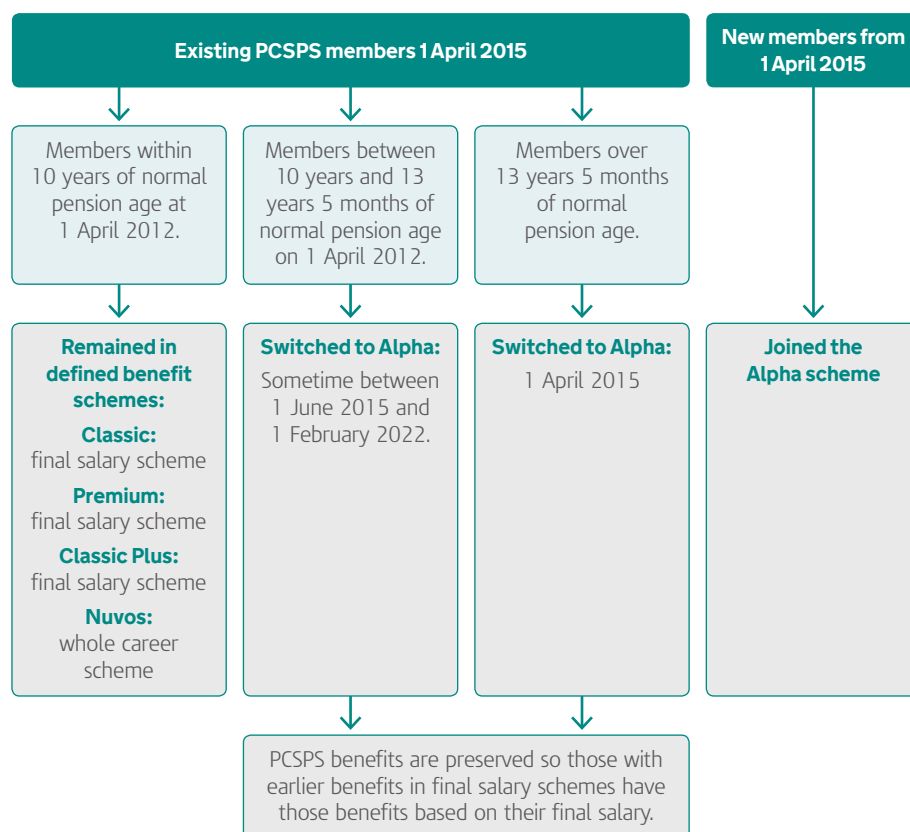 Existing PCSPS members 1 April 2015
New members from
1 April 2015
Members within
10 years of normal
pension age at
1 April 2012.
Members between
10 years and 13
years 5 months of
normal pension age
on 1 April 2012.
Members over
13 years 5 months
of normal
pension age.
Remained in
defined benefit
schemes:
Classic:
final salary scheme
Premium:
final salary scheme
Classic Plus:
final salary scheme
Nuvos:
whole career
scheme
Switched to Alpha:
Sometime between
1 June 2015 and
1 February 2022.
Switched to Alpha:
1 April 2015
Joined the
Alpha scheme
PCSPS benefits are preserved so those with
earlier benefits in final salary schemes have
those benefits based on their final salary.